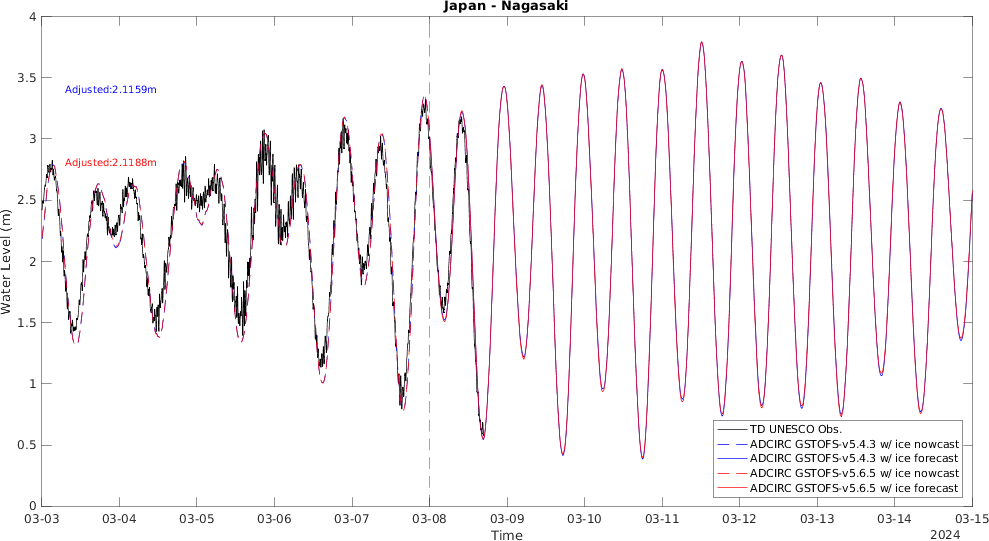 Japan - Nagasaki
4
3.5
3
2.5
2
1.5
1
0.5
0
Water Level (m)
Adjusted:2.1159m
Adjusted:2.1188m
TD UNESCO Obs.
ADCIRC GSTOFS-v5.4.3 w/ ice nowcast
ADCIRC GSTOFS-v5.4.3 w/ ice forecast
ADCIRC GSTOFS-v5.6.5 w/ ice nowcast
ADCIRC GSTOFS-v5.6.5 w/ ice forecast
03-03 03-04 03-05 03-06 03-07 03-08 03-09 03-10 03-11 03-12 03-13 03-14 03-15
Time
2024